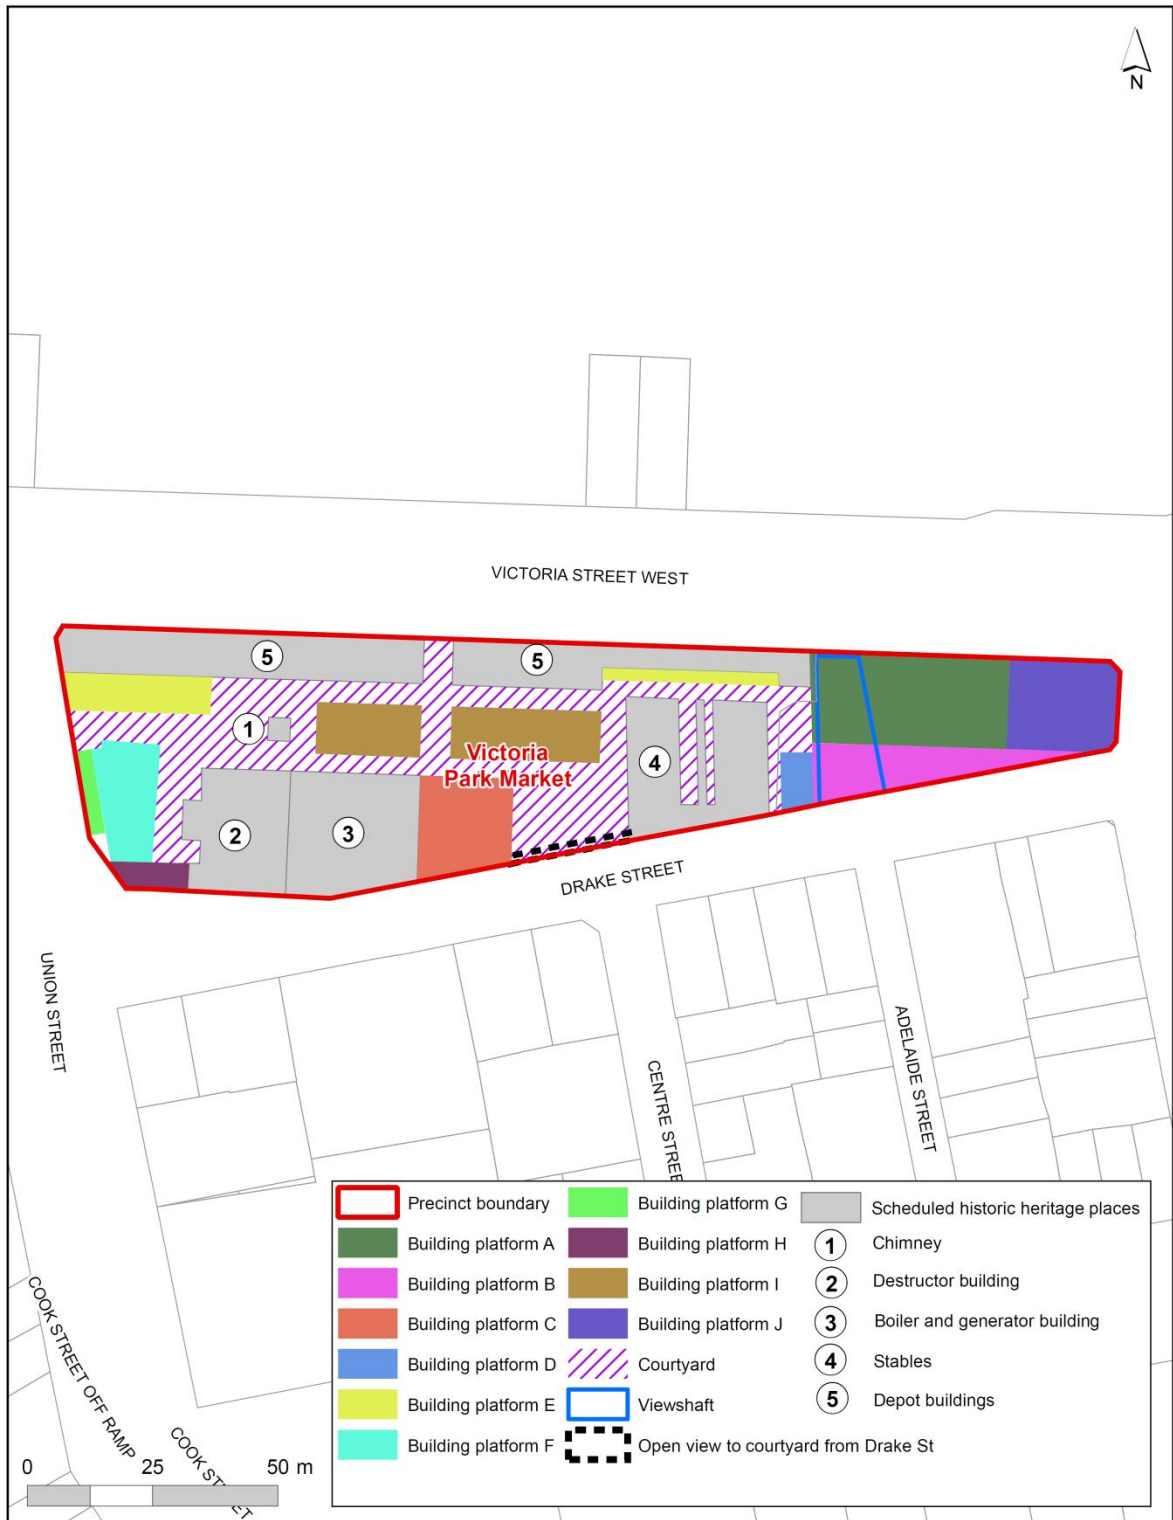 N
VICTORIA STREET WEST
5
5
1
Victoria
Park Market
4
2
3
DRAKE STREET
UNION STREET
CENTRE STREE
ADELAIDE STREET
COOK STREET OFF RAMP
COOK STREET
0 25 50 m
Precinct boundary
Building platform A
Building platform B
Building platform C
Building platform D
Building platform E
Building platform F
Building platform G
Building platform H
Building platform I
Building platform J
Courtyard
Viewshaft
Open view to courtyard from Drake St
Scheduled historic heritage places
1 Chimney
2 Destructor building
3 Boiler and generator building
4 Stables
5 Depot buildings